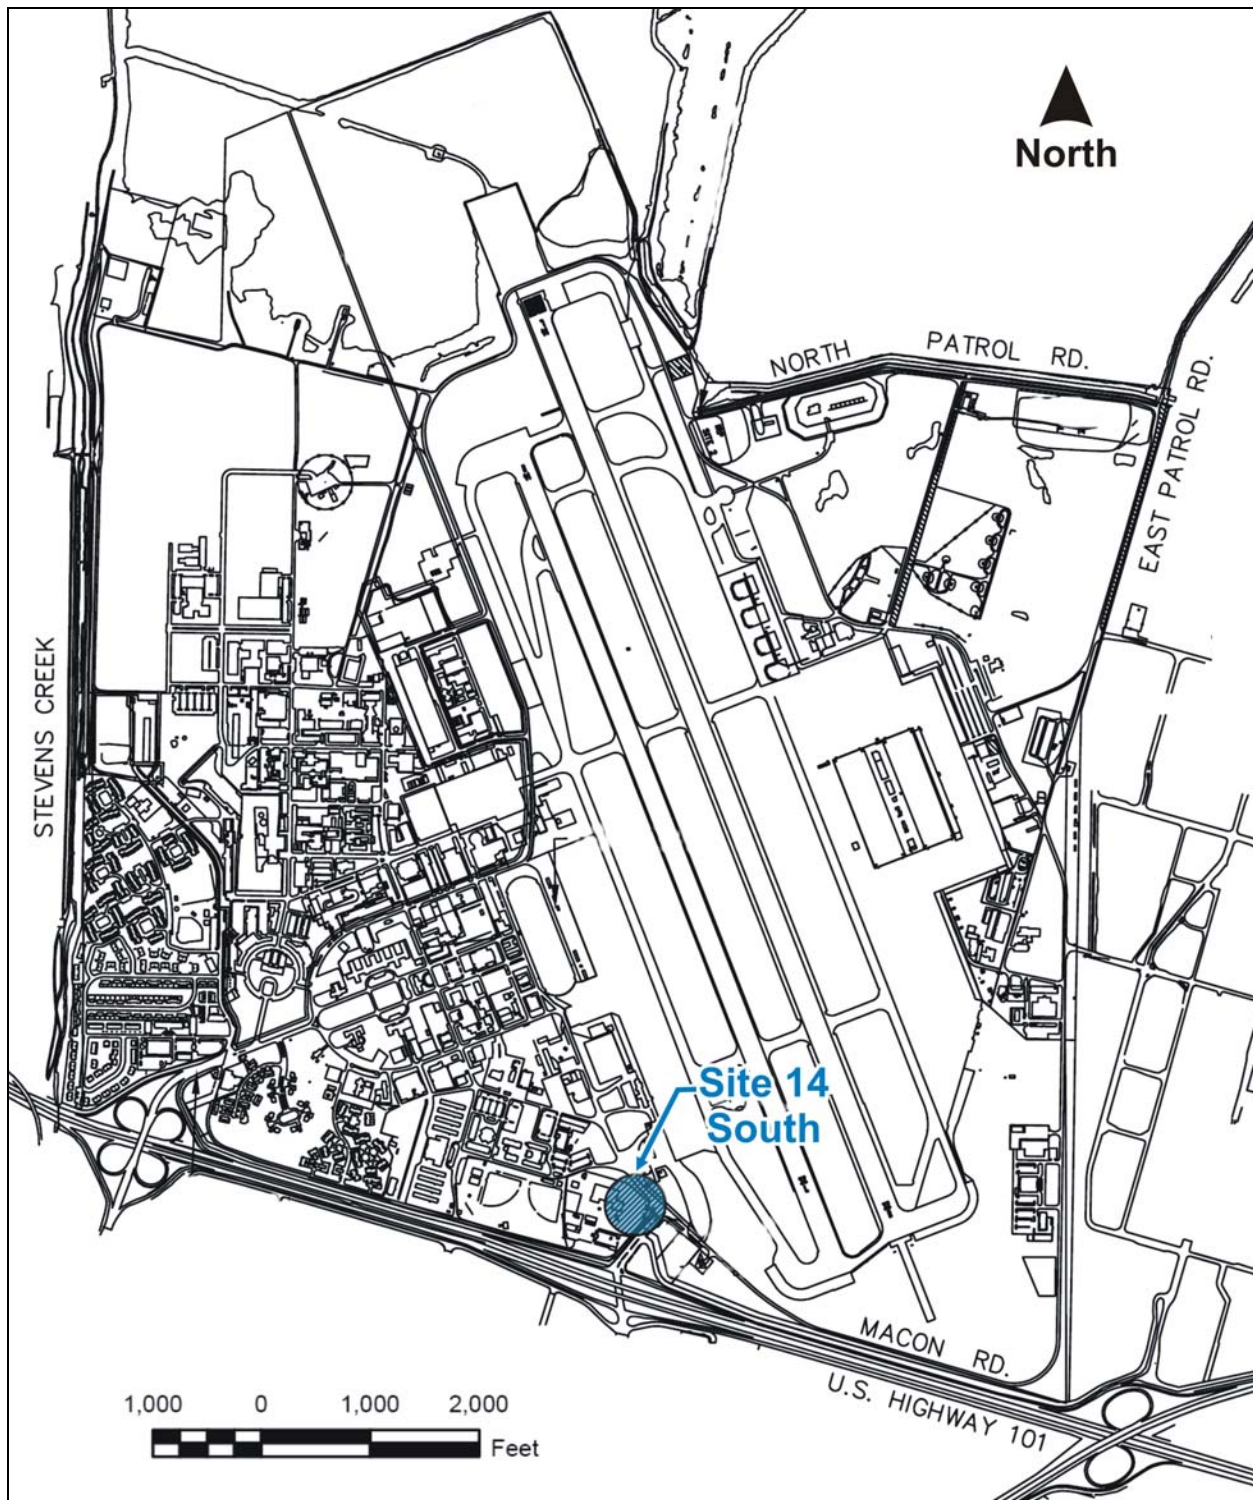 North
NORTH PATROL RD.
EAST PATROL RD.
STEVENS CREEK
Site 14
South
MACON RD.
U.S. HIGHWAY 101
1,000 0 1,000 2,000
Feet